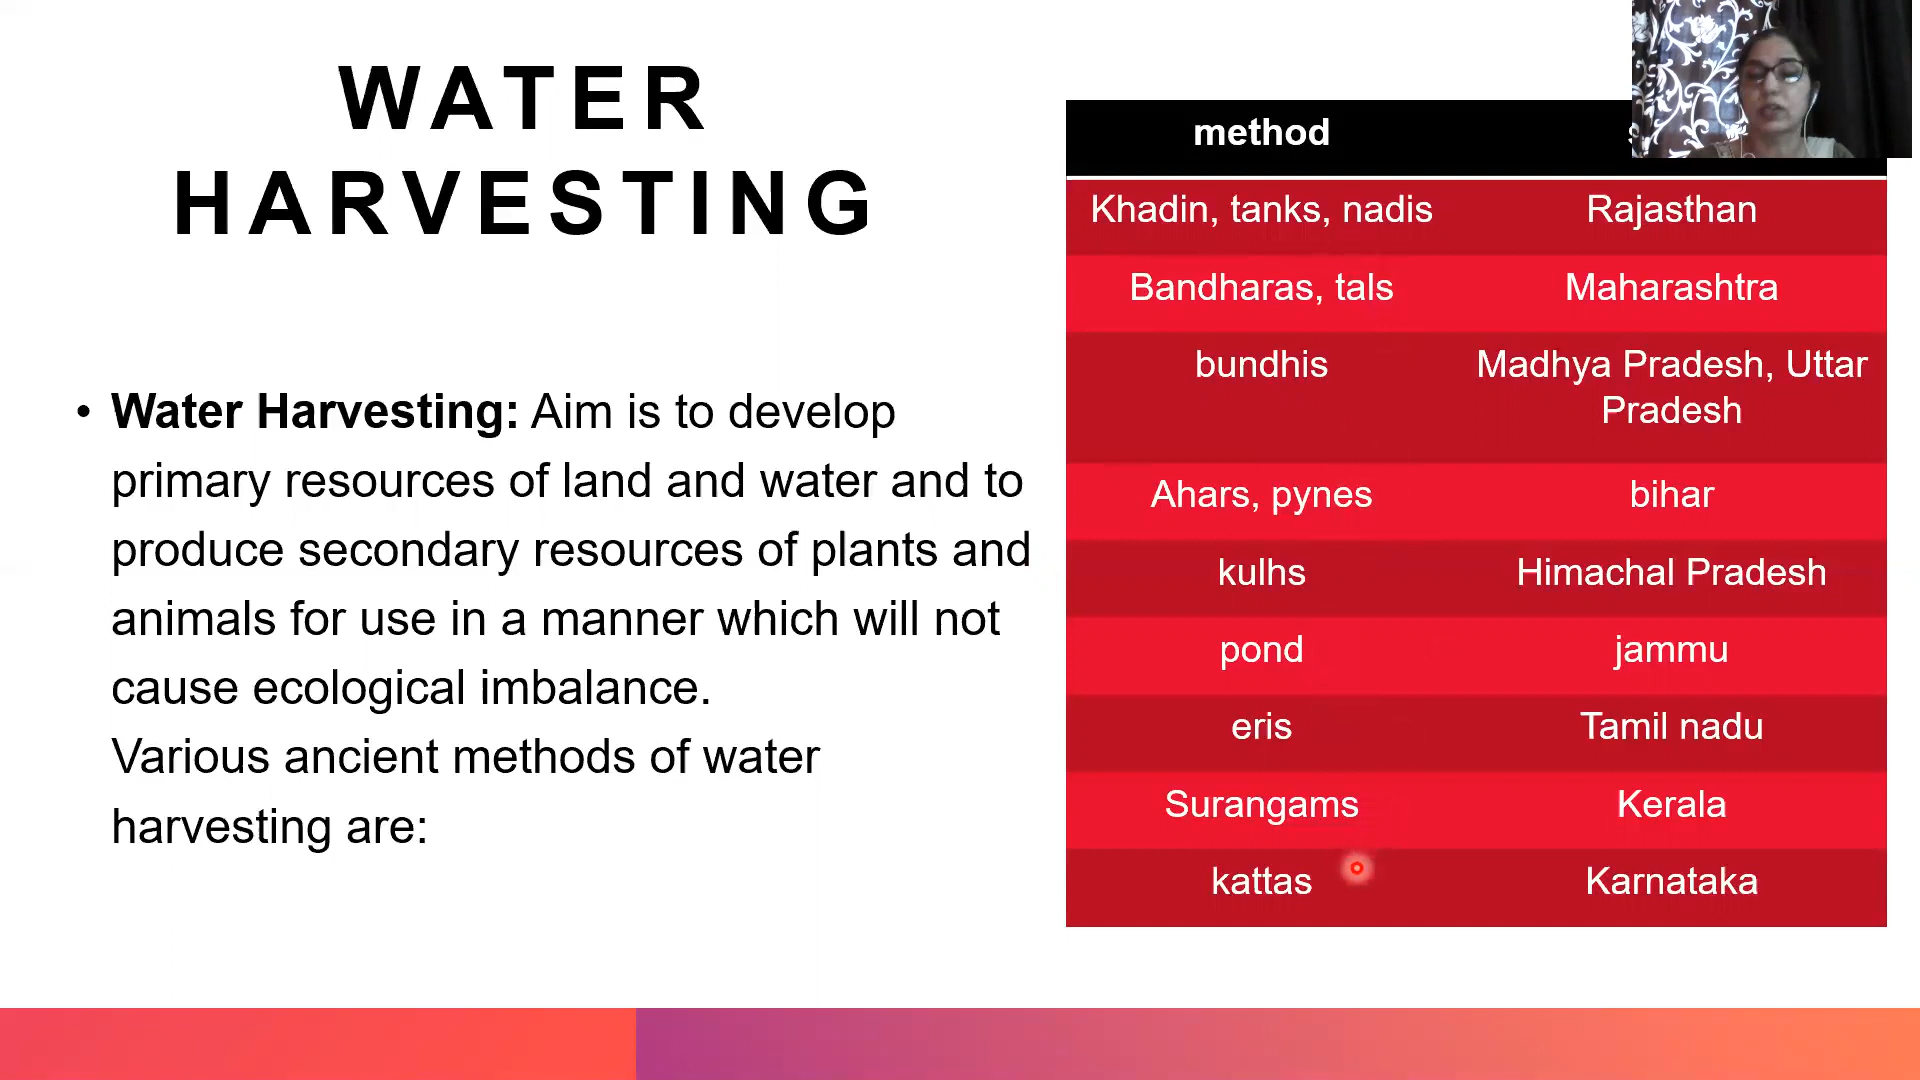 WATER
HARVESTING
• Water Harvesting: Aim is to develop
primary resources of land and water and to
produce secondary resources of plants and
animals for use in a manner which will not
cause ecological imbalance.
Various ancient methods of water
harvesting are:
method
Khadin, tanks, nadis Rajasthan
Bandharas, tals Maharashtra
bundhis Madhya Pradesh, Uttar
Pradesh
Ahars, pynes bihar
kulhs Himachal Pradesh
pond jammu
eris Tamil nadu
Surangams Kerala
kattas Karnataka